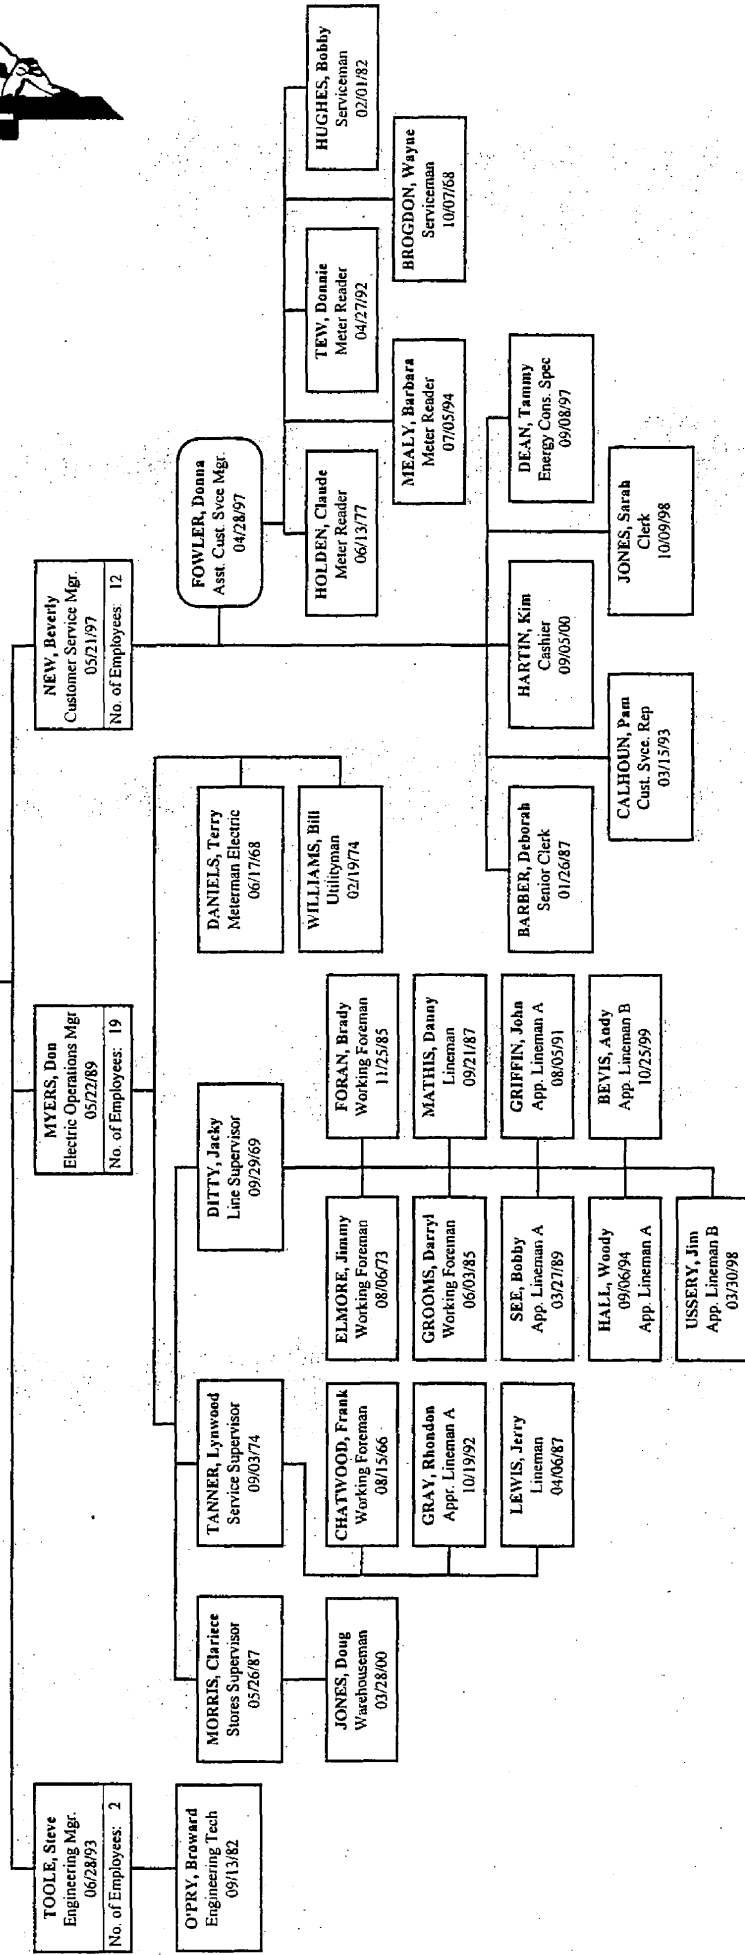 TOOLE, Steve
Engineering Mgr.
06/28/93
No. of Employees: 2
O'PRY, Broward
Engineering Tech
09/13/82
MYERS, Don
Electric Operations Mgr
05/22/89
No. of Employees: 19
MORRIS, Clariece
Stores Supervisor
05/26/87
JONES, Doug
Warehouseman
03/28/00
TANNER, Lynwood
Service Supervisor
09/03/74
CHATWOOD, Frank
Working Foreman
08/15/66
GRAY, Rhondon
Appr. Lineman A
10/19/92
LEWIS, Jerry
Lineman
04/06/87
DITTY, Jacky
Line Supervisor
09/29/69
ELMORE, Jimmy
Working Foreman
08/06/73
FORAN, Brady
Working Foreman
11/25/85
GROOMS, Darryl
Working Foreman
06/03/85
MATHIS, Danny
Lineman
09/21/87
SEE, Bobby
App. Lineman A
03/27/89
GRIFFIN, John
App. Lineman A
08/05/91
HALL, Woody
09/06/94
App. Lineman A
BEVIS, Andy
App. Lineman B
10/25/99
USSERY, Jim
App. Lineman B
03/30/98
DANIELS, Terry
Meterman Electric
06/17/68
WILLIAMS, Bill
Utilityman
02/19/74
NEW, Beverly
Customer Service Mgr.
05/21/97
No. of Employees: 12
FOWLER, Donna
Asst. Cust. Svce Mgr.
04/28/97
HOLDEN, Claude
Meter Reader
06/13/77
TEW, Donnie
Meter Reader
04/27/92
HUGHES, Bobby
Serviceman
02/01/82
MEALY, Barbara
Meter Reader
07/05/94
BROGDON, Wayne
Serviceman
10/07/68
BARBER, Deborah
Senior Clerk
01/26/87
HARTIN, Kim
Cashier
09/05/00
DEAN, Tammy
Energy Cons. Spec
09/08/97
CALHOUN, Pam
Cust. Svce. Rep
03/15/93
JONES, Sarah
Clerk
10/09/98